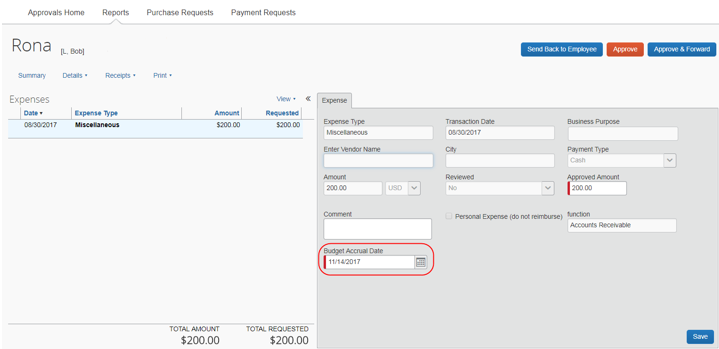 Approvals Home Reports Purchase Requests Payment Requests
Rona [L, Bob]
Send Back to Employee Approve Approve & Forward
Summary Details Receipts Print
Expenses View «
Date Expense Type Amount Requested
08/30/2017 Miscellaneous $200.00 $200.00
TOTAL AMOUNT TOTAL REQUESTED
$200.00 $200.00
Expense
Expense Type Transaction Date Business Purpose
Miscellaneous 08/30/2017
Enter Vendor Name City Payment Type
Cash
Amount Reviewed Approved Amount
200.00 USD No 200.00
Comment Personal Expense (do not reimburse) function
Accounts Receivable
Budget Accrual Date
11/14/2017
Save